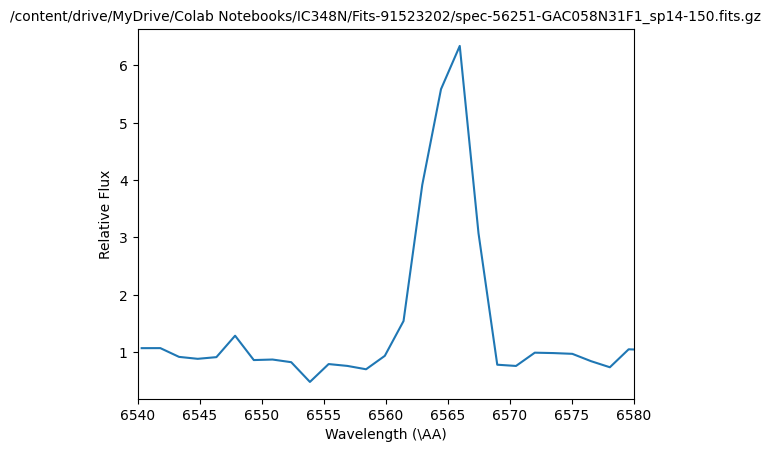 /content/drive/MyDrive/Colab Notebooks/IC348N/Fits-91523202/spec-56251-GAC058N31F1_sp14-150.fits.gz
6
5
4
3
2
1
Relative Flux
6540 6545 6550 6555 6560 6565 6570 6575 6580
Wavelength (\AA)